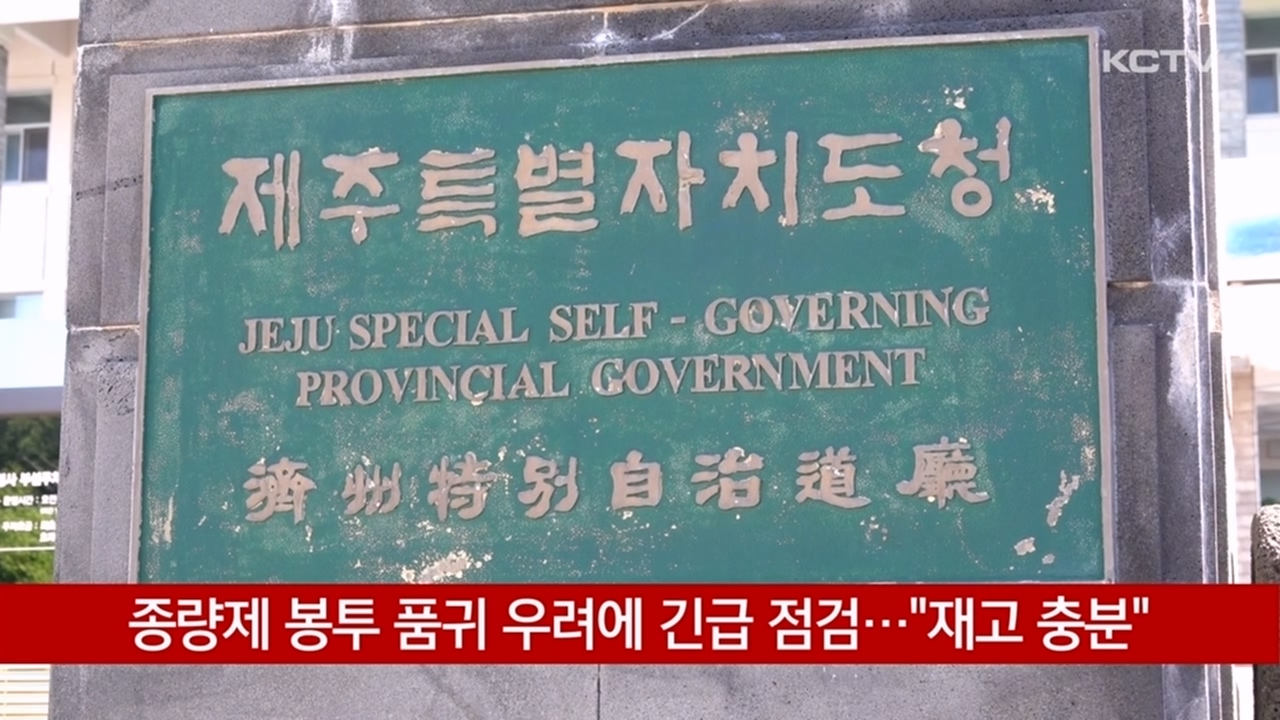 KCTV
제주특별자치도청
JEJU SPECIAL SELF - GOVERNING
PROVINCIAL GOVERNMENT
濟州特別自治道廳
종량제 봉투 품귀 우려에 긴급 점검…"재고 충분"